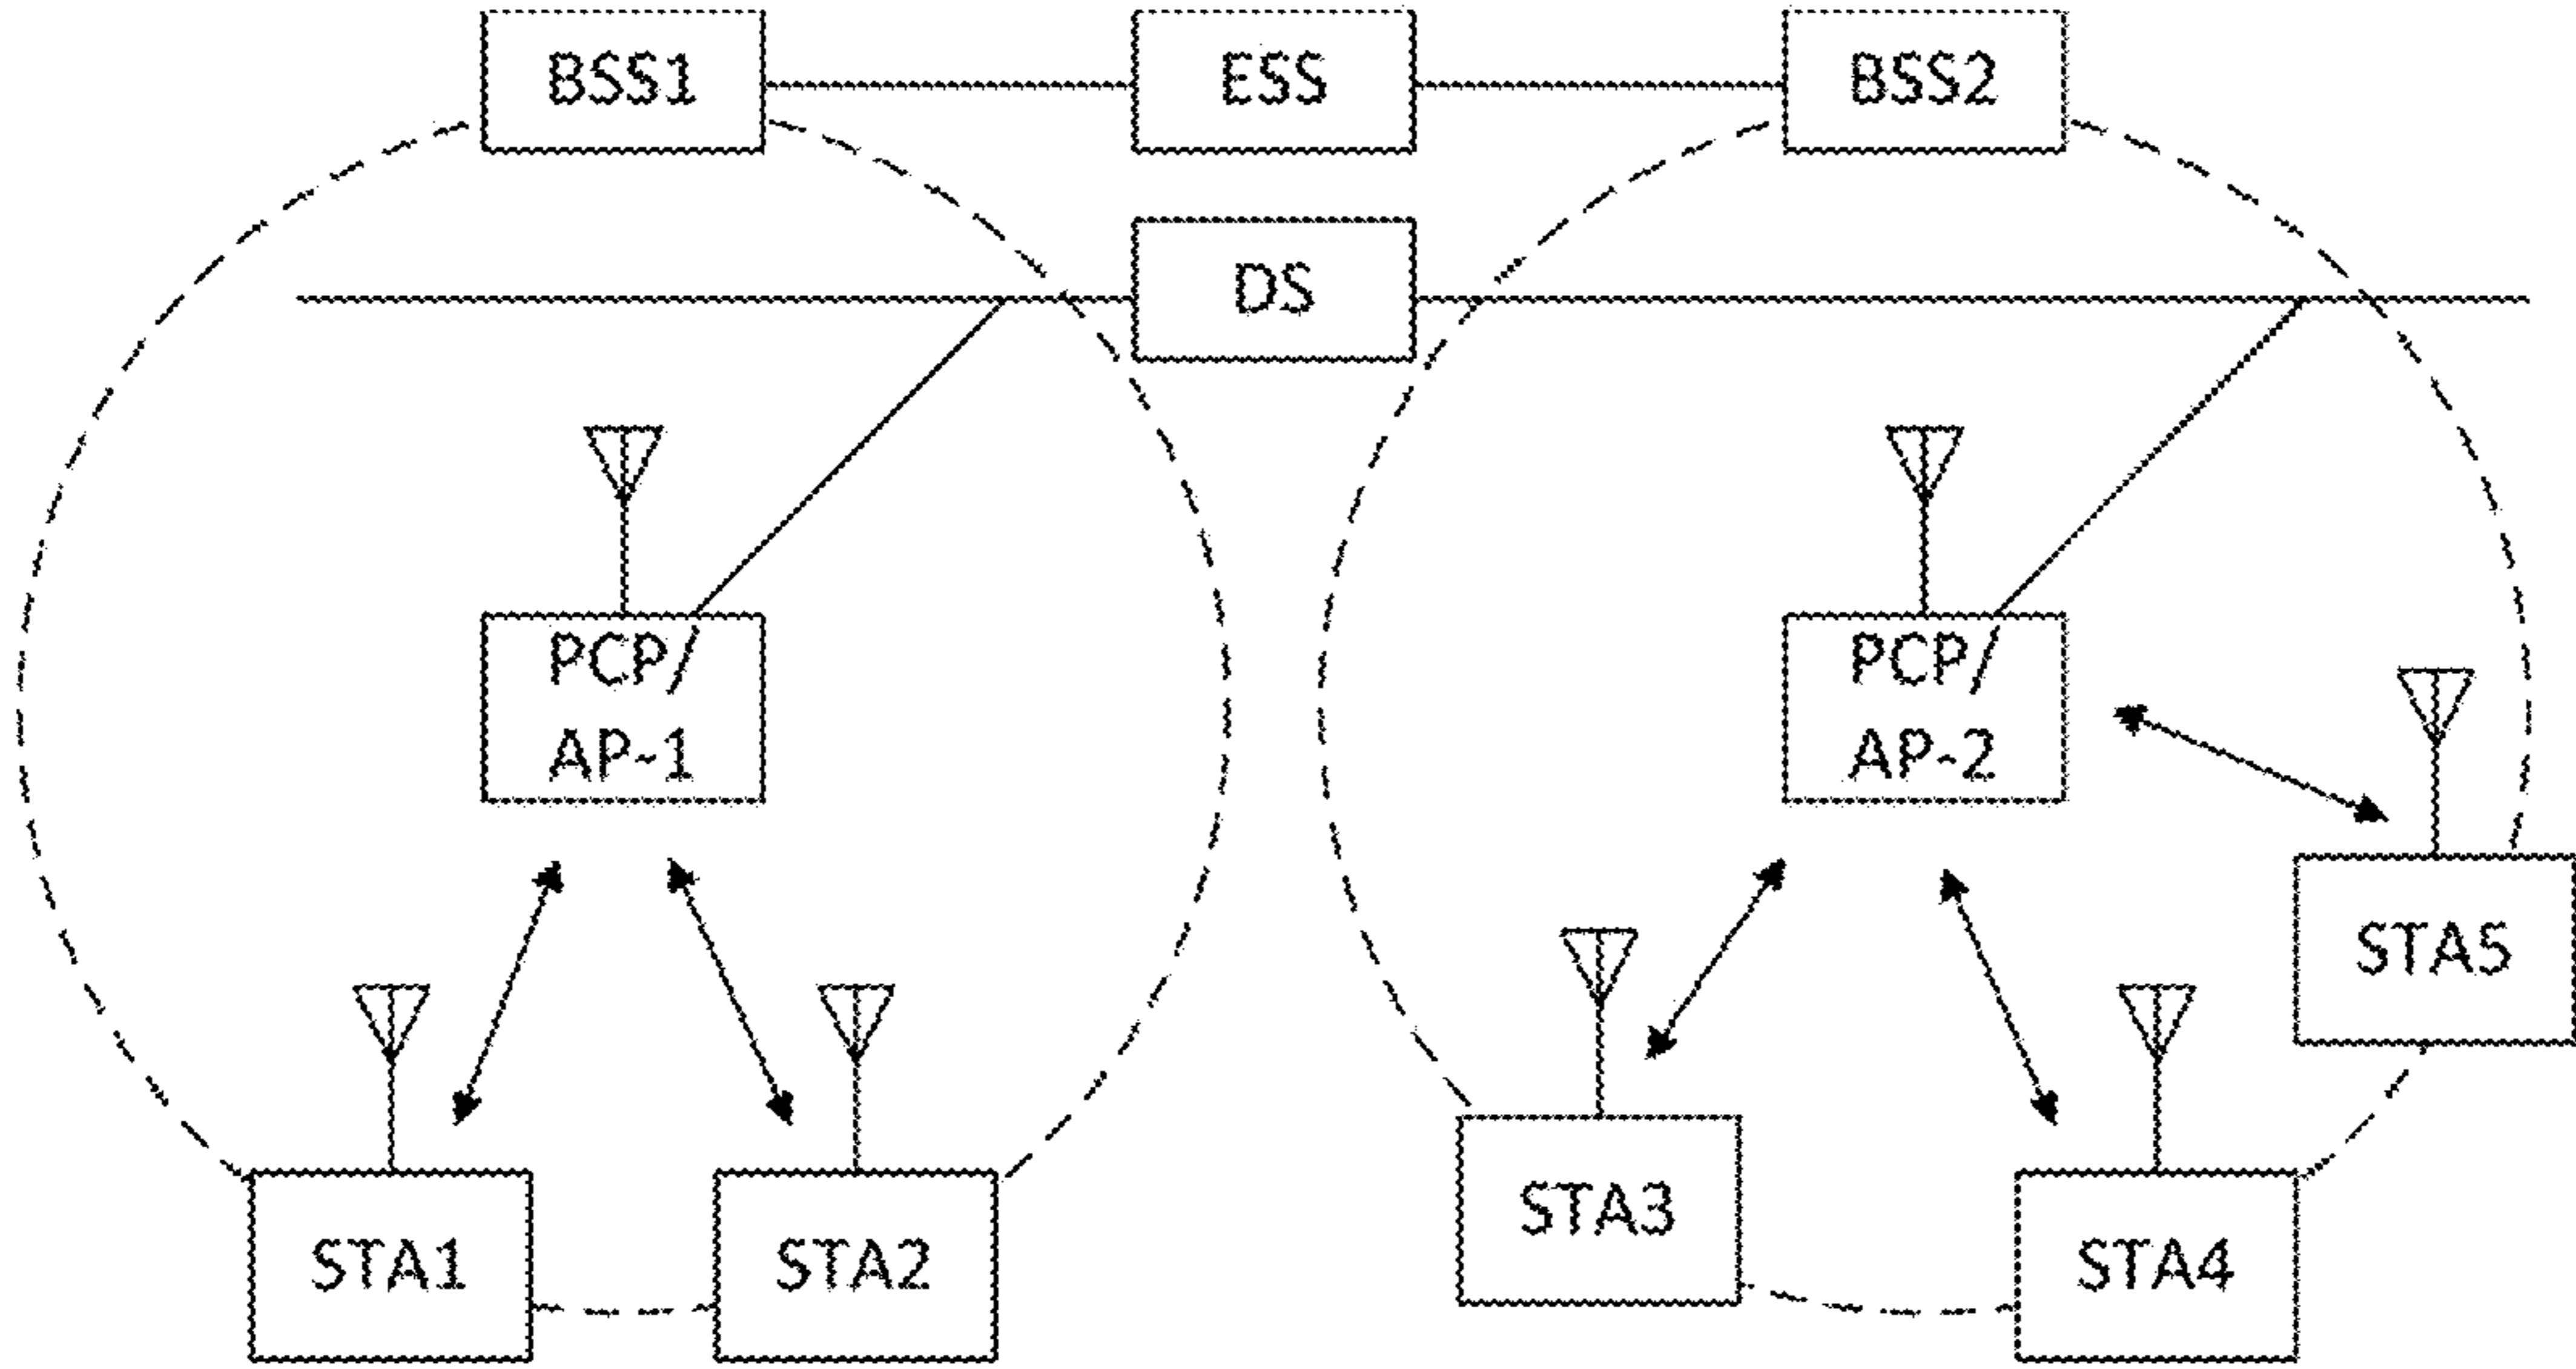 BSS1
ESS
BSS2
DS
PCP/
AP-1
PCP/
AP-2
STA5
STA3
STA1
STA2
STA4